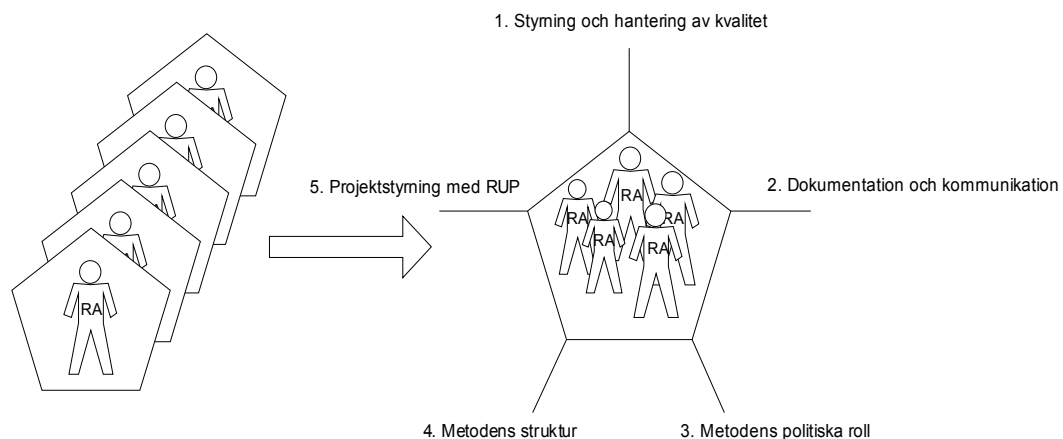 1. Styrning och hantering av kvalitet
5. Projektstyrning med RUP
2. Dokumentation och kommunikation
RA
RA
RA
RA
RA
RA
4. Metodens struktur
3. Metodens politiska roll